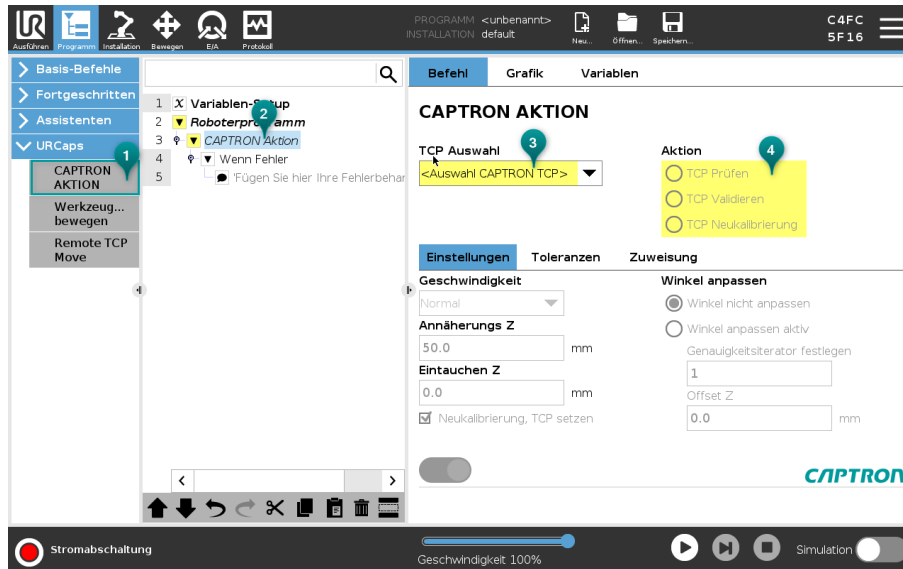 PROGRAMM <unbenannt>
INSTALLATION default
C4FC
5F16
Ausführen Programm Installation Bewegen E/A Protokoll Neu... Öffnen... Speichern...
Basis-Befehle
Fortgeschritten
Assistenten
URCaps
CAPTRON
AKTION
1
Werkzeug...
bewegen
Remote TCP
Move
1 X Variablen-Setup
2 Roboterprogramm
2
3 CAPTRON Aktion
4 Wenn Fehler
5 'Fügen Sie hier Ihre Fehlerbehar
Befehl Grafik Variablen
CAPTRON AKTION
TCP Auswahl
3
<Auswahl CAPTRON TCP>
Aktion
4
TCP Prüfen
TCP Validieren
TCP Neukalibrierung
Einstellungen Toleranzen Zuweisung
Geschwindigkeit
Normal
Annäherungs Z
50.0 mm
Eintauchen Z
0.0 mm
Neukalibrierung, TCP setzen
Winkel anpassen
Winkel nicht anpassen
Winkel anpassen aktiv
Genauigkeitsiterator festlegen
1
Offset Z
0.0 mm
CAPTRON
Stromabschaltung
Geschwindigkeit 100%
Simulation